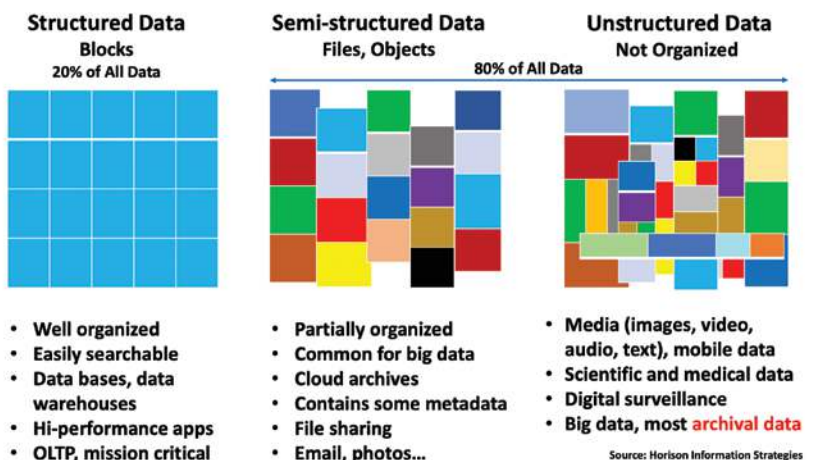 Structured Data
Blocks
20% of All Data
Semi-structured Data
Files, Objects
Unstructured Data
Not Organized
80% of All Data
• Well organized
• Easily searchable
• Data bases, data
warehouses
• Hi-performance apps
• OLTP, mission critical
• Partially organized
• Common for big data
• Cloud archives
• Contains some metadata
• File sharing
• Email, photos...
• Media (images, video,
audio, text), mobile data
• Scientific and medical data
• Digital surveillance
• Big data, most archival data
Source: Horison Information Strategies